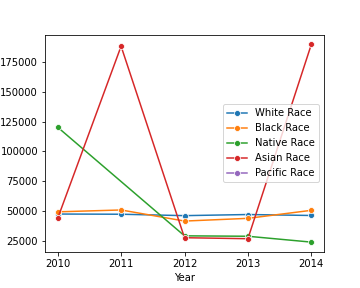 175000
150000
125000
100000
75000
50000
25000
White Race
Black Race
Native Race
Asian Race
Pacific Race
2010 2011 2012 2013 2014
Year